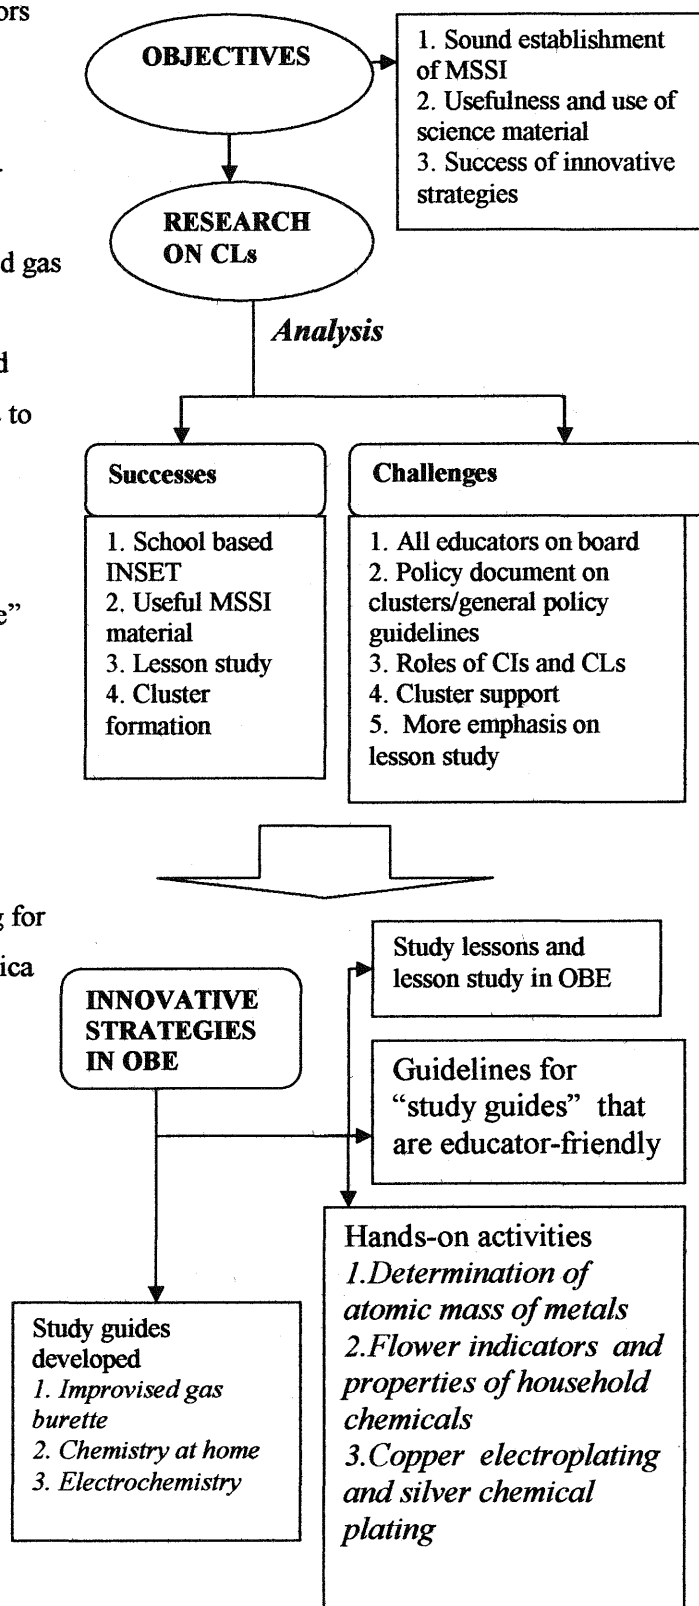 ors
OBJECTIVES
1. Sound establishment
of MSSI
2. Usefulness and use of
science material
3. Success of innovative
strategies
RESEARCH
ON CLs
d gas
Analysis
d
to
Successes
Challenges
1. School based
INSET
2. Useful MSSI
material
3. Lesson study
4. Cluster
formation
1. All educators on board
2. Policy document on
clusters/general policy
guidelines
3. Roles of CIs and CLs
4. Cluster support
5. More emphasis on
lesson study
e”
g for
ica
INNOVATIVE
STRATEGIES
IN OBE
Study lessons and
lesson study in OBE
Guidelines for
“study guides” that
are educator-friendly
Hands-on activities
1.Determination of
atomic mass of metals
2.Flower indicators and
properties of household
chemicals
3.Copper electroplating
and silver chemical
plating
Study guides
developed
1. Improvised gas
burette
2. Chemistry at home
3. Electrochemistry